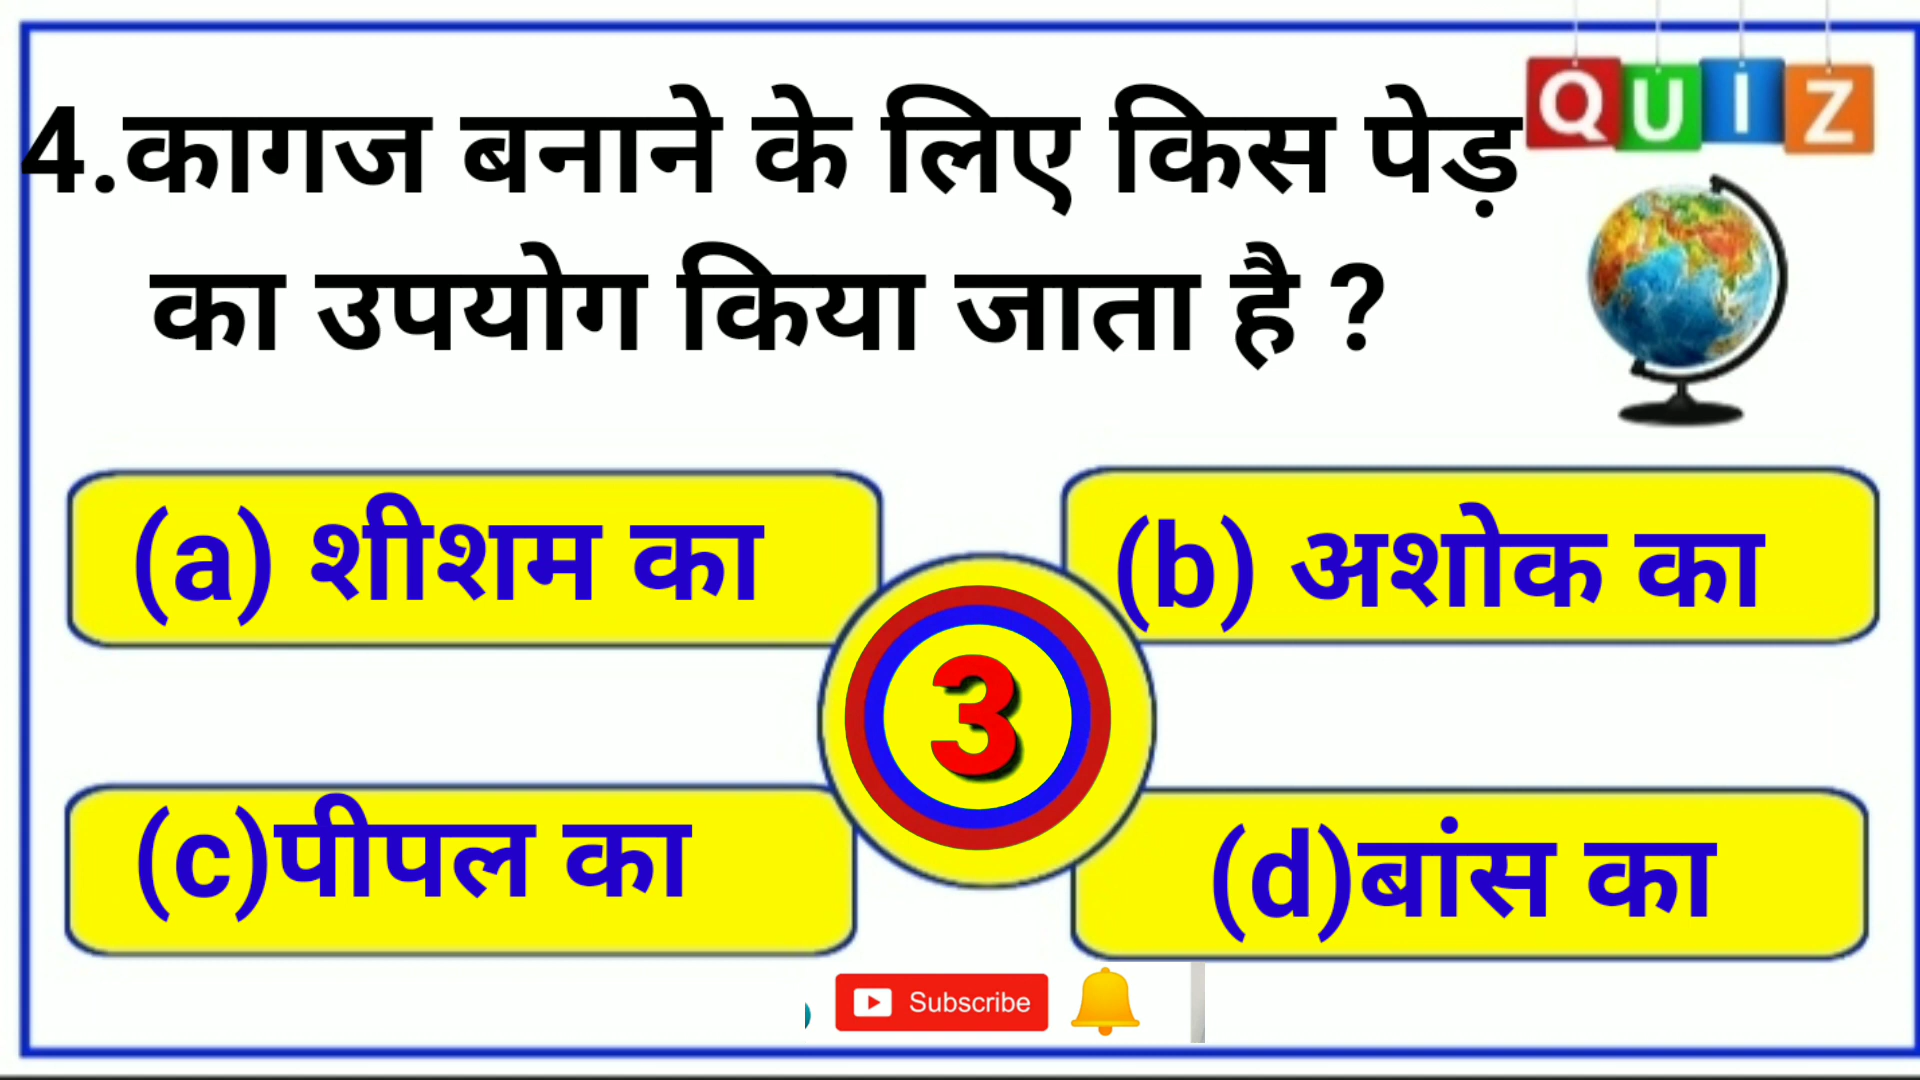 4.कागज बनाने के लिए किस पेड़
का उपयोग किया जाता है ?
QUIZ
(a) शीशम का
(b) अशोक का
3
(c)पीपल का
(d)बांस का
Subscribe